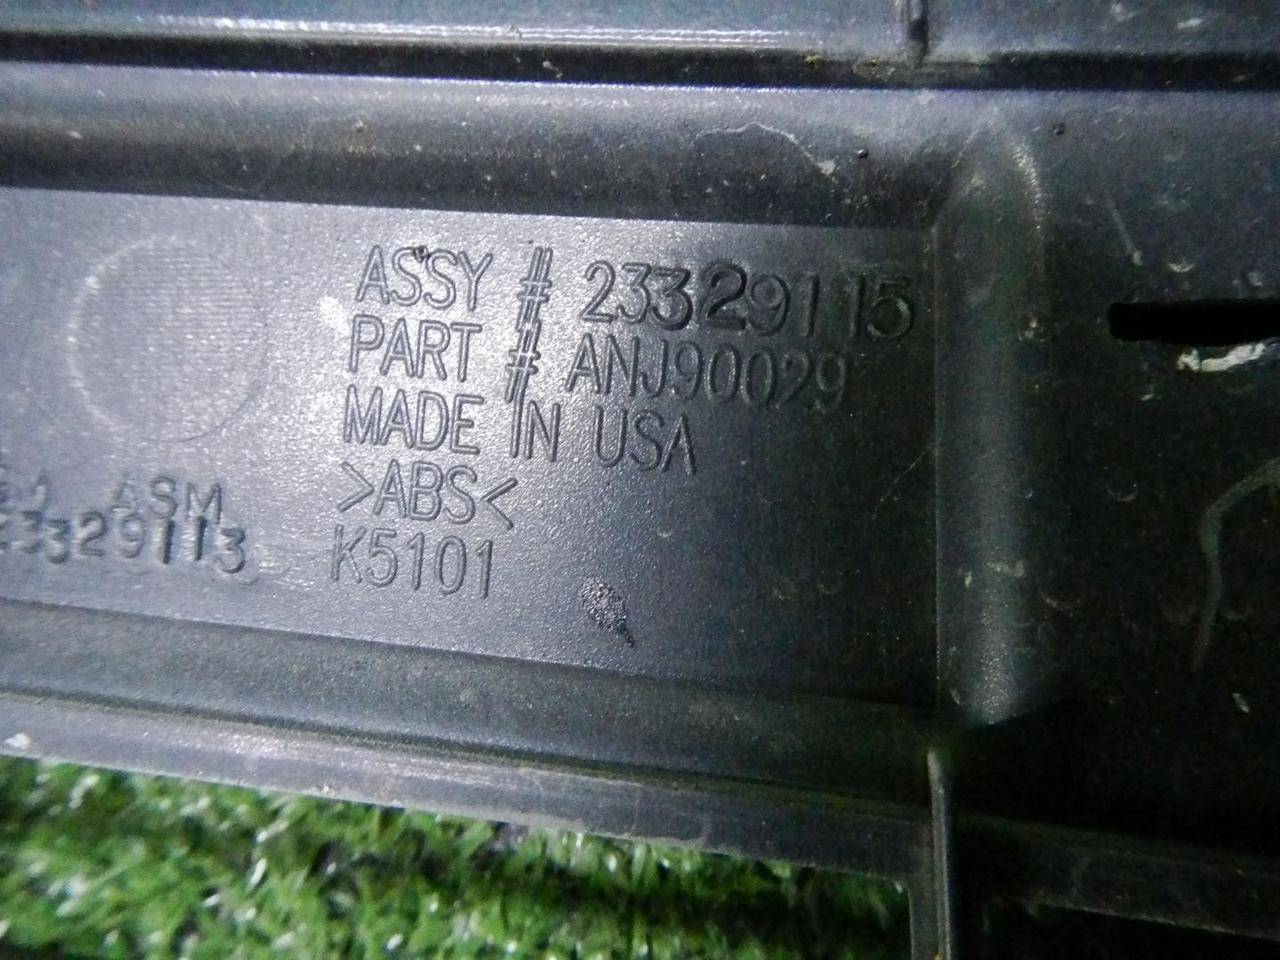 ASSY # 23329115
PART # ANJ90029
MADE IN USA
>ABS<
K5101
ASM
23329113